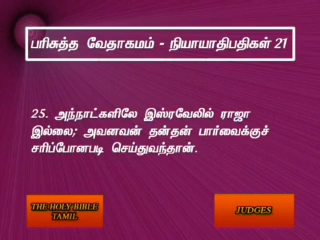 பரிசுத்த வேதாகமம் - நியாயாதிபதிகள் 21
25. அந்நாட்களிலே இஸ்ரவேலில் ராஜா
இல்லை; அவனவன் தன்தன் பார்வைக்குச்
சரிப்போனபடி செய்துவந்தான்.
THE HOLY BIBLE
TAMIL
JUDGES